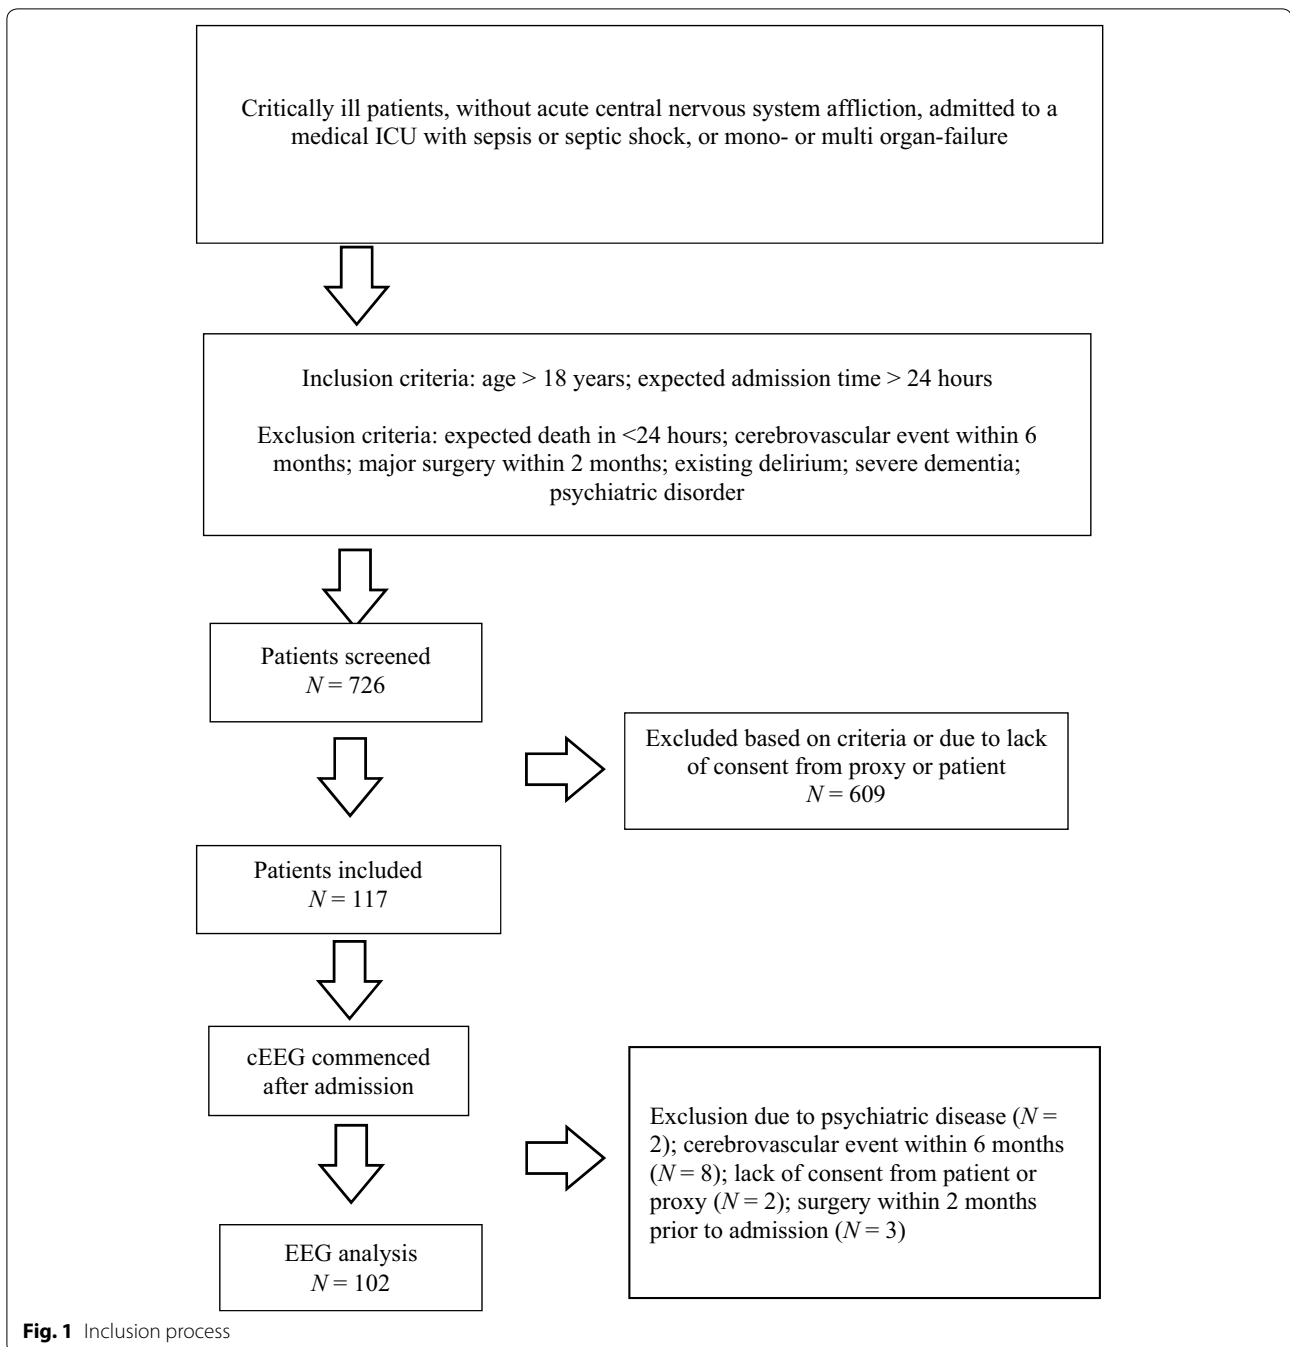 Critically ill patients, without acute central nervous system affliction, admitted to a
medical ICU with sepsis or septic shock, or mono- or multi organ-failure
Inclusion criteria: age > 18 years; expected admission time > 24 hours
Exclusion criteria: expected death in <24 hours; cerebrovascular event within 6
months; major surgery within 2 months; existing delirium; severe dementia;
psychiatric disorder
Patients screened
N = 726
Excluded based on criteria or due to lack
of consent from proxy or patient
N = 609
Patients included
N = 117
cEEG commenced
after admission
Exclusion due to psychiatric disease (N =
2); cerebrovascular event within 6 months
(N = 8); lack of consent from patient or
proxy (N = 2); surgery within 2 months
prior to admission (N = 3)
EEG analysis
N = 102
Fig. 1 Inclusion process